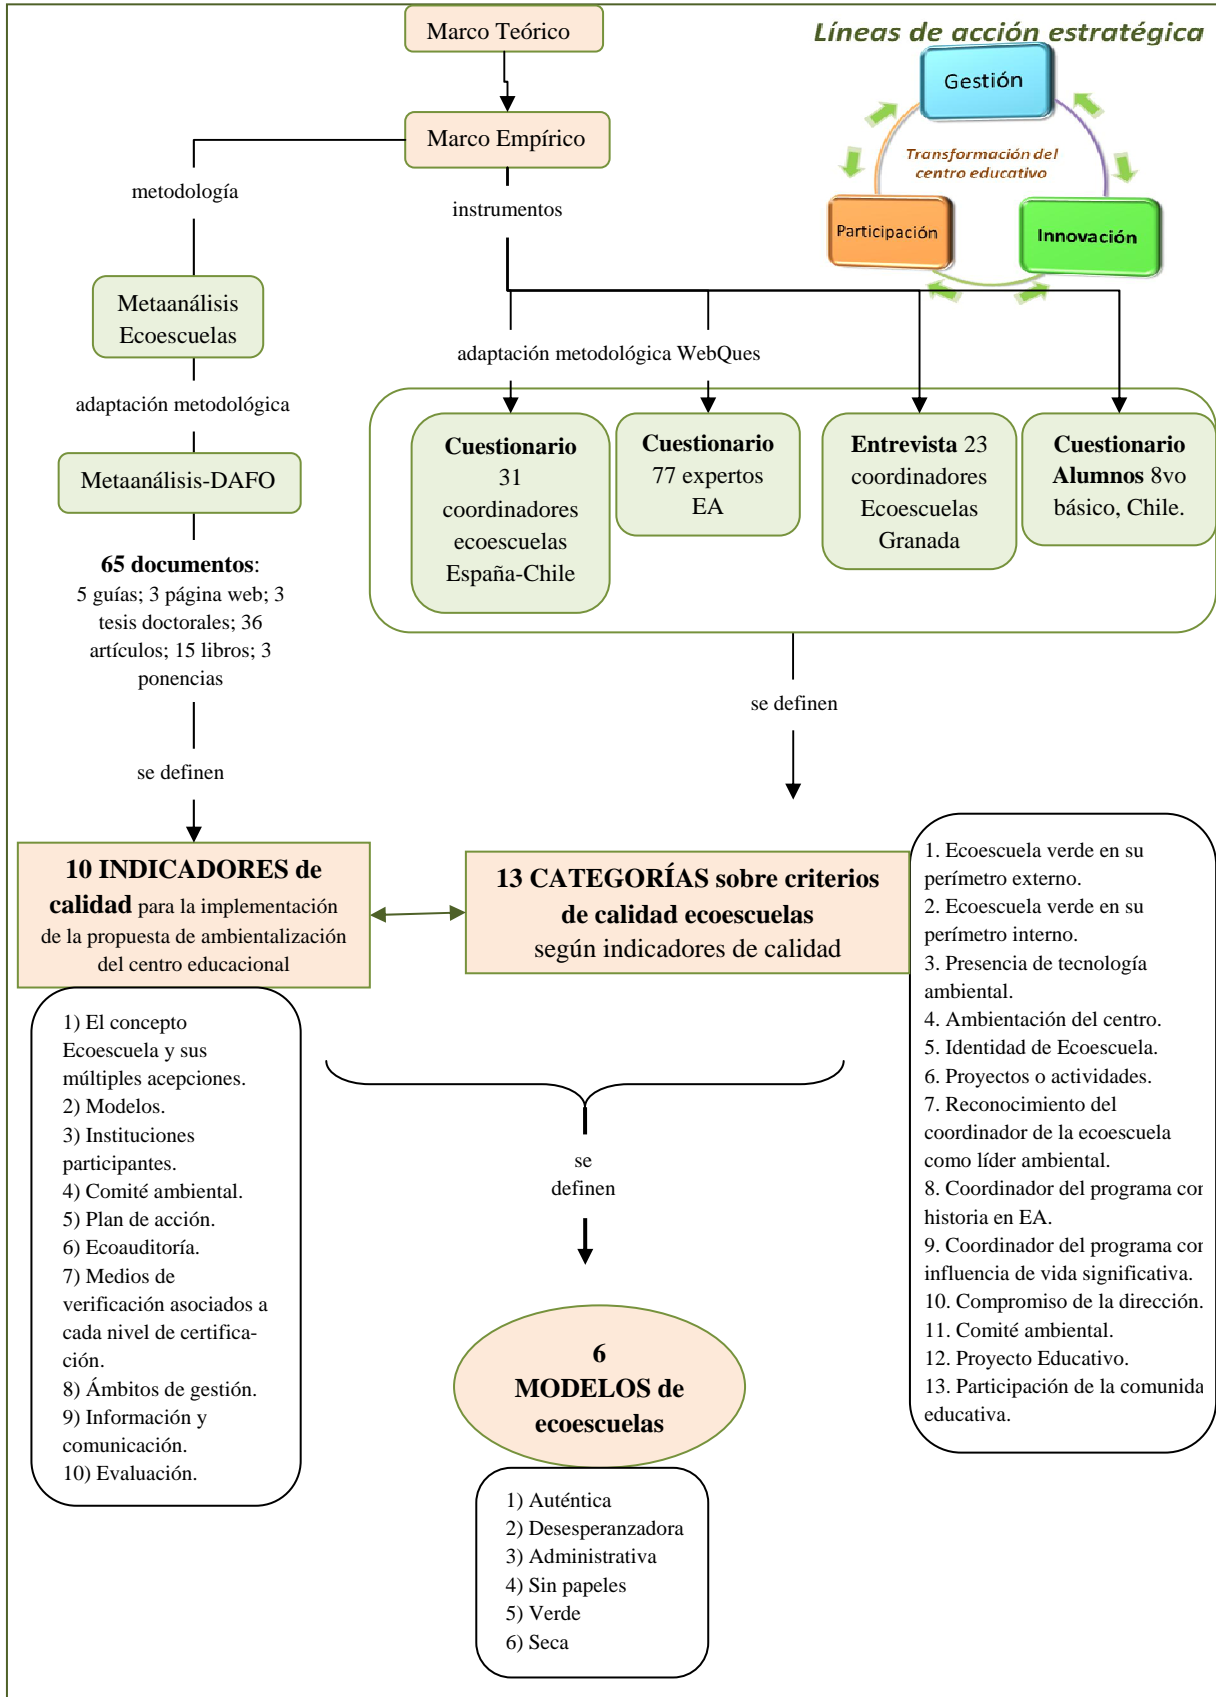 Marco Teórico
Líneas de acción estratégica
Gestión
Transformación del
centro educativo
Participación
Innovación
Marco Empírico
metodología
instrumentos
Metaanálisis
Ecoescuelas
adaptación metodológica WebQues
adaptación metodológica
Metaanálisis-DAFO
Cuestionario
31
coordinadores
ecoescuelas
España-Chile
Cuestionario
77 expertos
EA
Entrevista 23
coordinadores
Ecoescuelas
Granada
Cuestionario
Alumnos 8vo
básico, Chile.
65 documentos:
5 guías; 3 página web; 3
tesis doctorales; 36
artículos; 15 libros; 3
ponencias
se definen
se definen
10 INDICADORES de
calidad para la implementación
de la propuesta de ambientalización
del centro educacional
13 CATEGORÍAS sobre criterios
de calidad ecoescuelas
según indicadores de calidad
1. Ecoescuela verde en su
perímetro externo.
2. Ecoescuela verde en su
perímetro interno.
3. Presencia de tecnología
ambiental.
4. Ambientación del centro.
5. Identidad de Ecoescuela.
6. Proyectos o actividades.
7. Reconocimiento del
coordinador de la ecoescuela
como líder ambiental.
8. Coordinador del programa con
historia en EA.
9. Coordinador del programa con
influencia de vida significativa.
10. Compromiso de la dirección.
11. Comité ambiental.
12. Proyecto Educativo.
13. Participación de la comunida
educativa.
1) El concepto
Ecoescuela y sus
múltiples acepciones.
2) Modelos.
3) Instituciones
participantes.
4) Comité ambiental.
5) Plan de acción.
6) Ecoauditoría.
7) Medios de
verificación asociados a
cada nivel de certifica-
ción.
8) Ámbitos de gestión.
9) Información y
comunicación.
10) Evaluación.
se
definen
6
MODELOS de
ecoescuelas
1) Auténtica
2) Desesperanzadora
3) Administrativa
4) Sin papeles
5) Verde
6) Seca